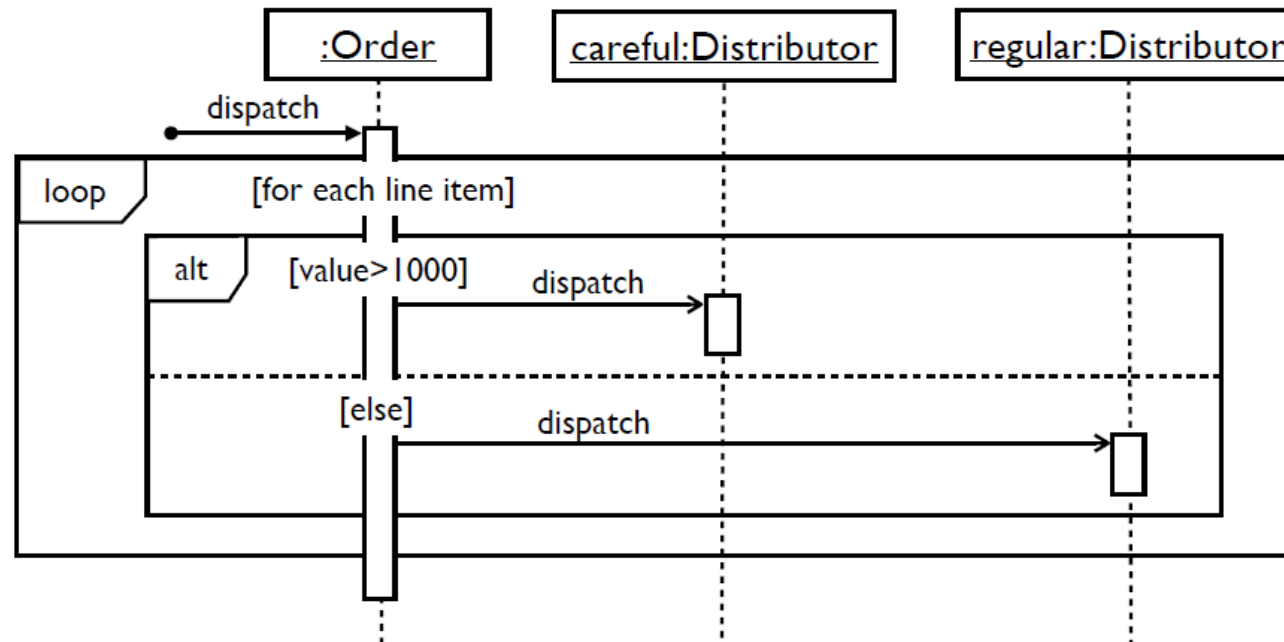 :Order
careful:Distributor
regular:Distributor
dispatch
loop
[for each line item]
alt
[value>1000]
dispatch
[else]
dispatch